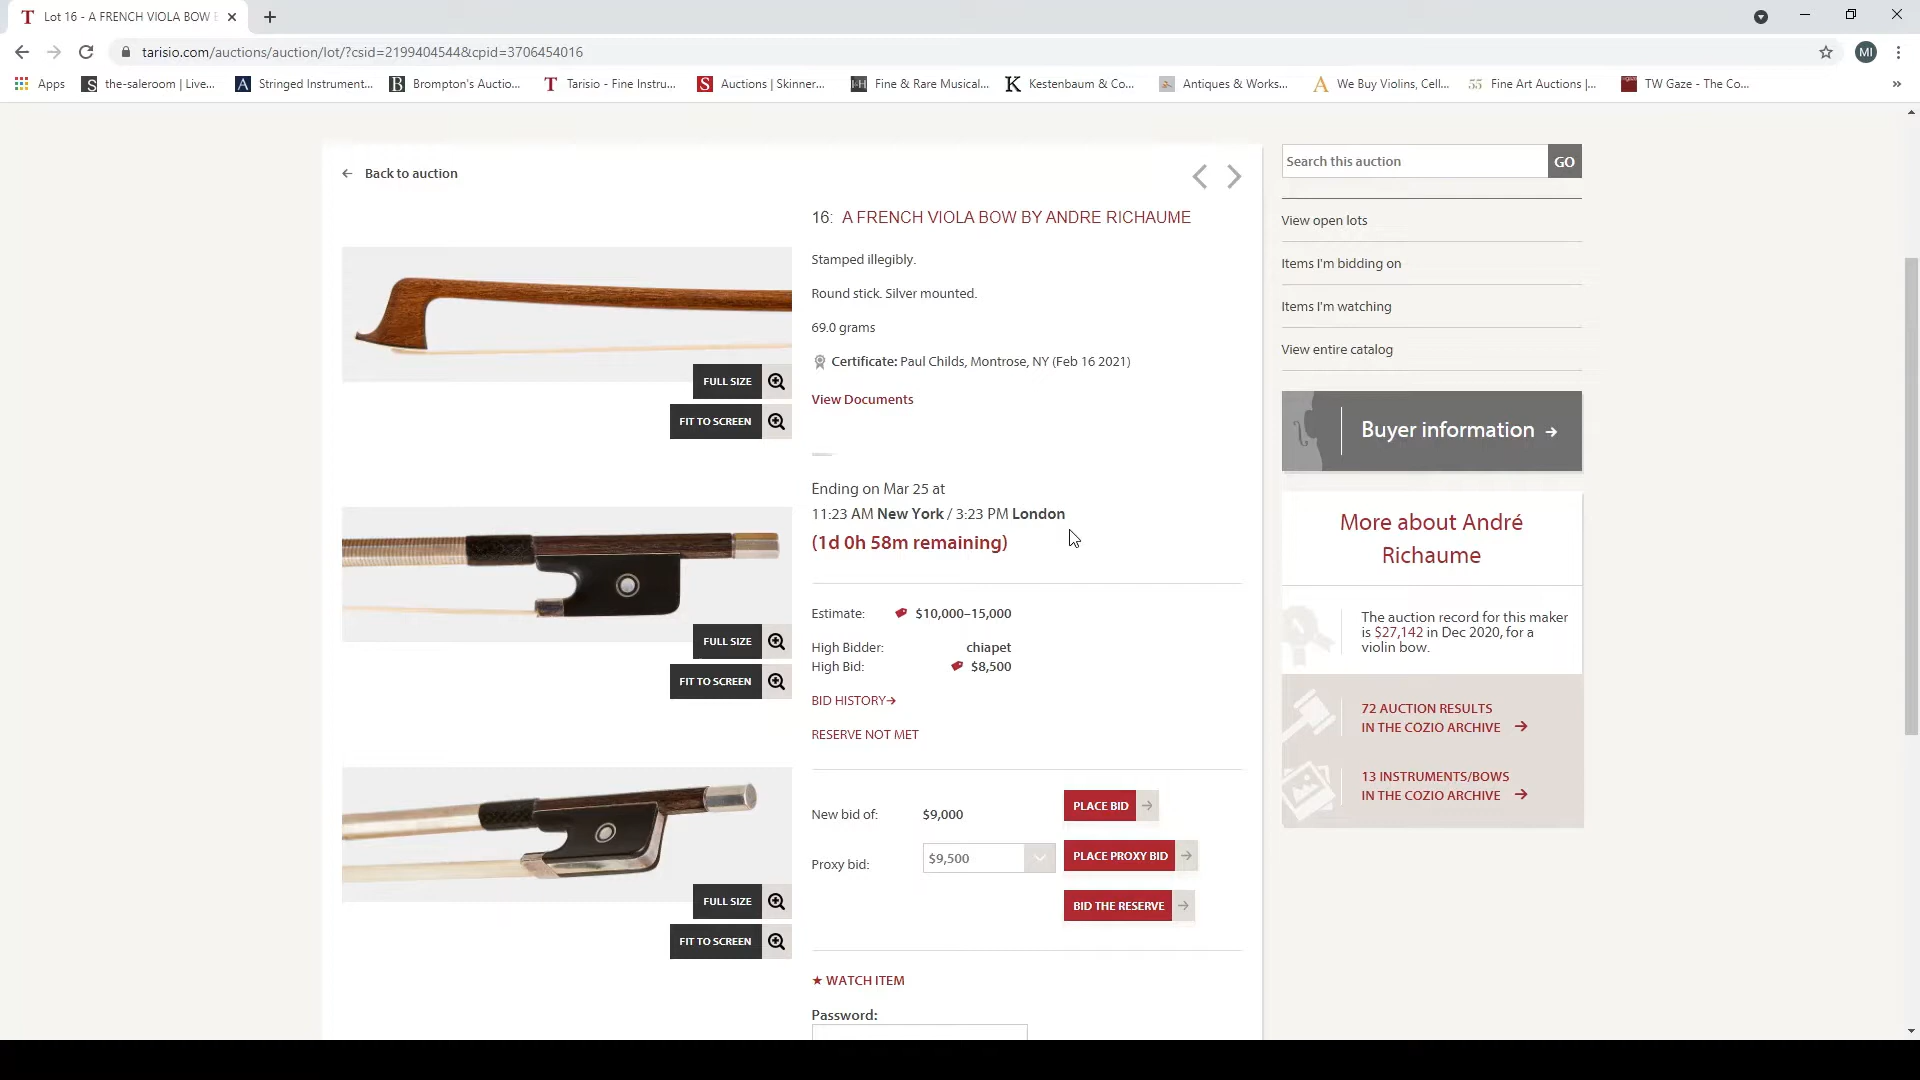 Lot 16 - A FRENCH VIOLA BOW B
tarisio.com/auctions/auction/lot/?csid=2199404544&cpid=3706454016
MI
Apps
the-saleroom | Live...
Stringed Instrument...
Brompton's Auctio...
Tarisio - Fine Instru...
Auctions | Skinner...
Fine & Rare Musical...
Kestenbaum & Co...
Antiques & Works...
We Buy Violins, Cell...
Fine Art Auctions |...
TW Gaze - The Co...
Back to auction
16: A FRENCH VIOLA BOW BY ANDRE RICHAUME
Stamped illegibly.
Round stick. Silver mounted.
69.0 grams
Certificate: Paul Childs, Montrose, NY (Feb 16 2021)
View Documents
FULL SIZE
FIT TO SCREEN
FULL SIZE
FIT TO SCREEN
FULL SIZE
FIT TO SCREEN
Ending on Mar 25 at
11:23 AM New York / 3:23 PM London
(1d 0h 58m remaining)
Estimate: $10,000–15,000
High Bidder: chiapet
High Bid: $8,500
BID HISTORY→
RESERVE NOT MET
New bid of: $9,000 PLACE BID →
Proxy bid: $9,500 PLACE PROXY BID →
BID THE RESERVE →
★ WATCH ITEM
Password:
Search this auction GO
View open lots
Items I'm bidding on
Items I'm watching
View entire catalog
Buyer information →
More about André
Richaume
The auction record for this maker
is $27,142 in Dec 2020, for a
violin bow.
72 AUCTION RESULTS
IN THE COZIO ARCHIVE →
13 INSTRUMENTS/BOWS
IN THE COZIO ARCHIVE →